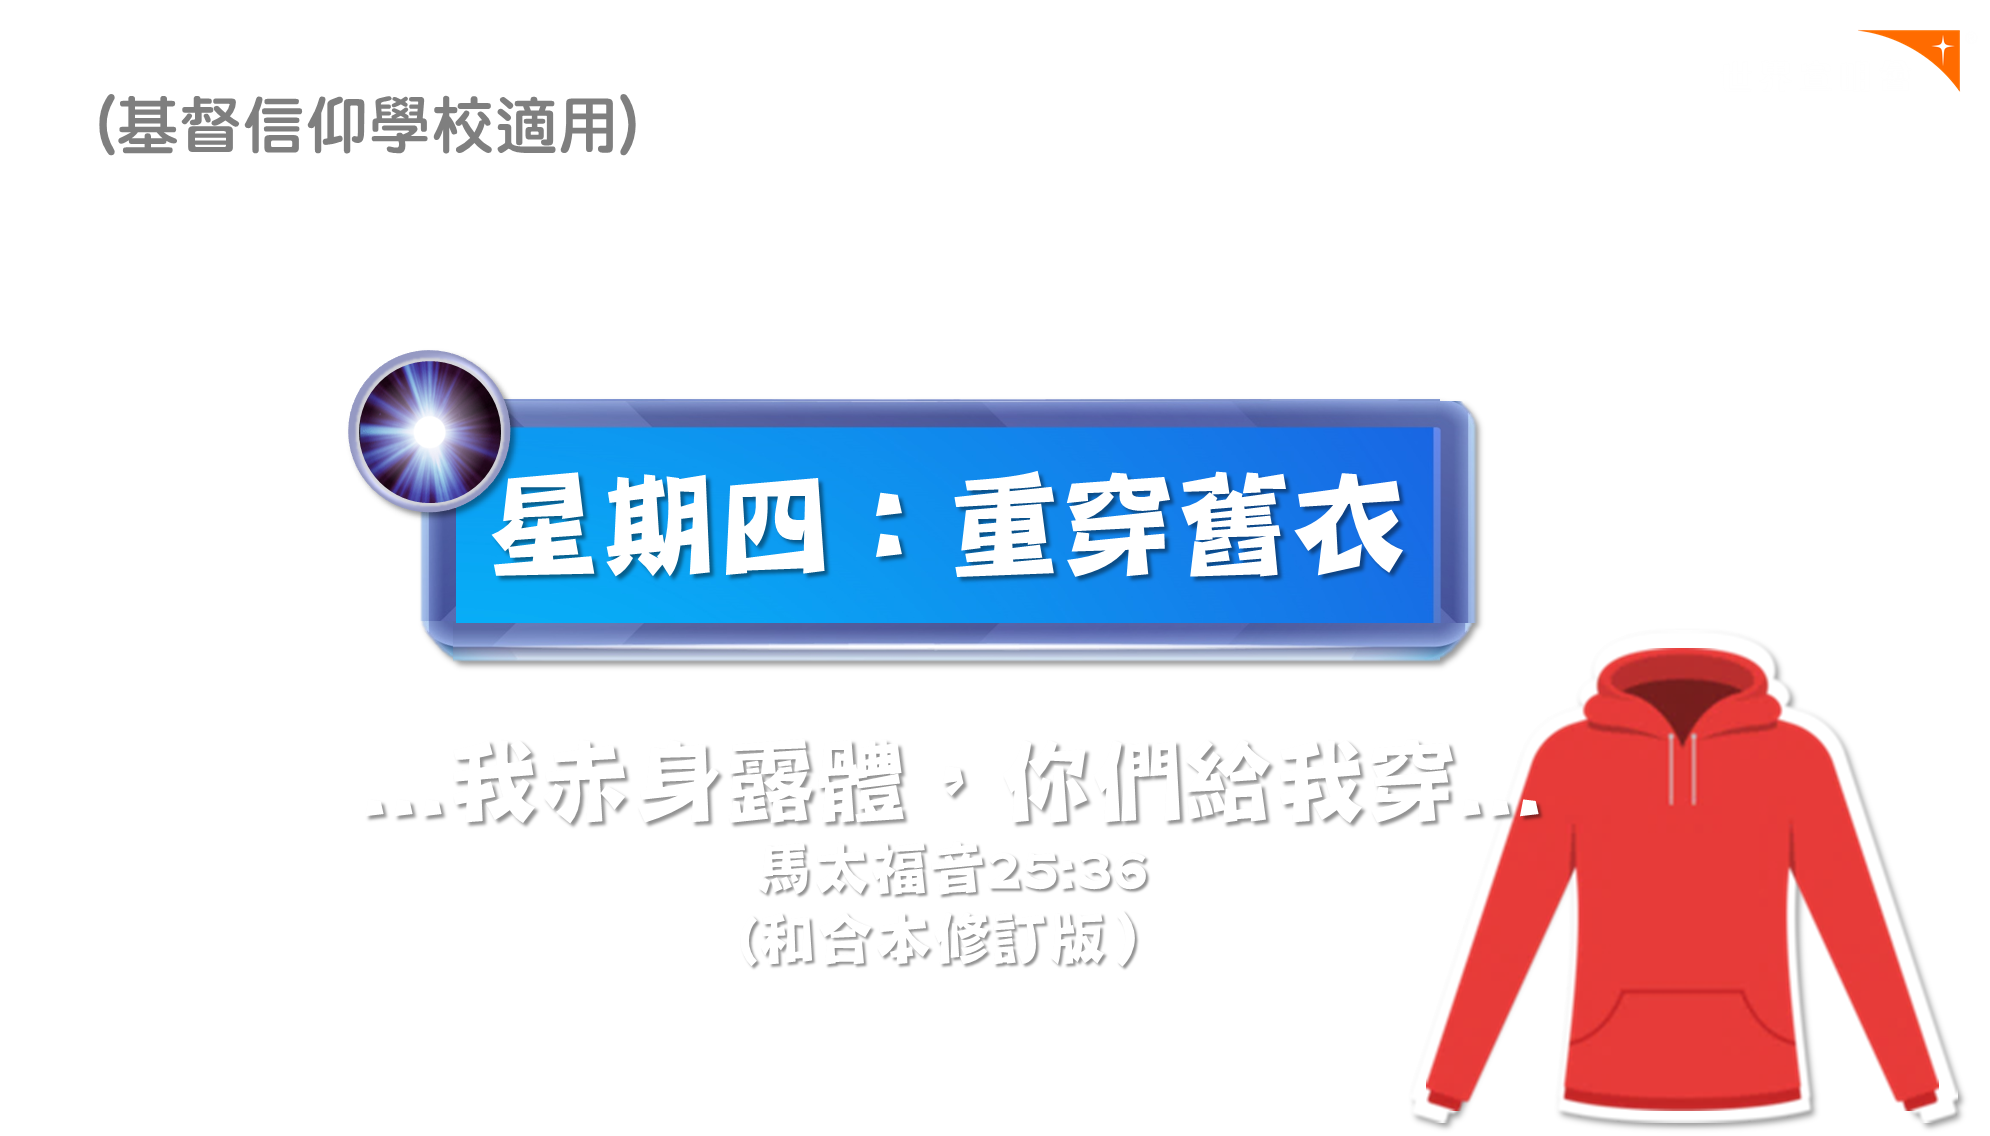 (基督信仰學校適用)
星期四：重穿舊衣
...我赤身露體，你們給我穿...
馬太福音25:36
(和合本修訂版)